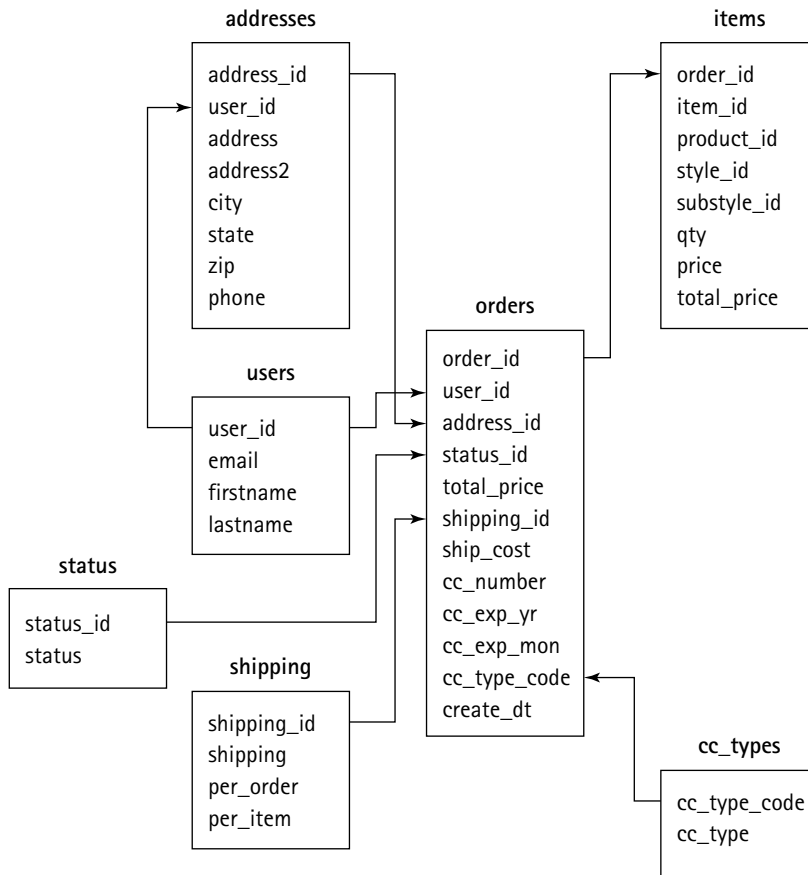 addresses
address_id
user_id
address
address2
city
state
zip
phone
items
order_id
item_id
product_id
style_id
substyle_id
qty
price
total_price
users
user_id
email
firstname
lastname
orders
order_id
user_id
address_id
status_id
total_price
shipping_id
ship_cost
cc_number
cc_exp_yr
cc_exp_mon
cc_type_code
create_dt
status
status_id
status
shipping
shipping_id
shipping
per_order
per_item
cc_types
cc_type_code
cc_type